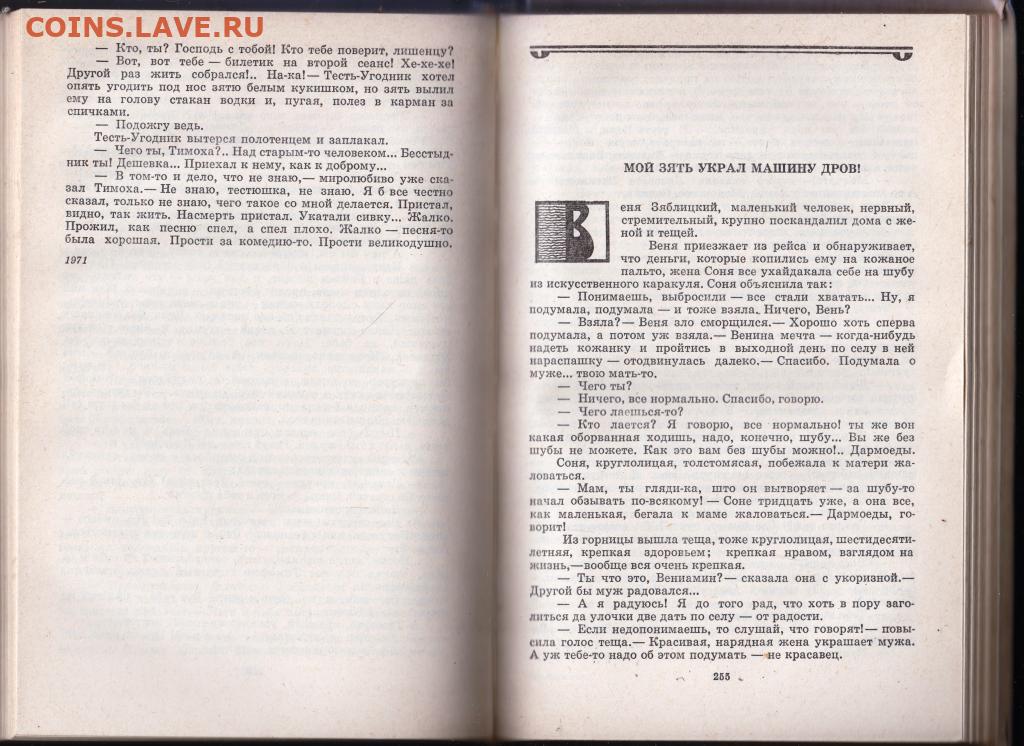 COINS.LAVE.RU
— Кто, ты? Господь с тобой! Кто тебе поверит, лишенцу?
— Вот, вот тебе — билетик на второй сеанс! Хе-хе-хе!
Другой раз жить собрался!.. На-ка!— Тесть-Угодник хотел
опять угодить под нос зятю белым кукишком, но зять вылил
ему на голову стакан водки и, пугая, полез в карман за
спичками.
— Подожгу ведь.
Тесть-Угодник вытерся полотенцем и заплакал.
— Чего ты, Тимоха?.. Над старым-то человеком... Бесстыд-
ник ты! Дешевка... Приехал к нему, как к доброму...
— В том-то и дело, что не знаю,— миролюбиво уже ска-
зал Тимоха.— Не знаю, тестюшка, не знаю. Я б все честно
сказал, только не знаю, чего такое со мной делается. Пристал,
видно, так жить. Насмерть пристал. Укатали сивку... Жалко.
Прожил, как песню спел, а спел плохо. Жалко — песня-то
была хорошая. Прости за комедию-то. Прости великодушно.
1971
МОЙ ЗЯТЬ УКРАЛ МАШИНУ ДРОВ!
Веня Зяблицкий, маленький человек, нервный,
стремительный, крупно поскандалил дома с же-
ной и тещей.
Веня приезжает из рейса и обнаруживает,
что деньги, которые копились ему на кожаное
пальто, жена Соня все ухайдакала себе на шубу
из искусственного каракуля. Соня объяснила так:
— Понимаешь, выбросили — все стали хватать... Ну, я
подумала, подумала — и тоже взяла. Ничего, Вень?
— Взяла?— Веня зло сморщился.— Хорошо хоть сперва
подумала, а потом уж взяла.— Венина мечта — когда-нибудь
надеть кожанку и пройтись в выходной день по селу в ней
нараспашку — отодвинулась далеко.— Спасибо. Подумала о
муже... твою мать-то.
— Чего ты?
— Ничего, все нормально. Спасибо, говорю.
— Чего лаешься-то?
— Кто лается? Я говорю, все нормально! ты же вон
какая оборванная ходишь, надо, конечно, шубу... Вы же без
шубы не можете. Как это вам без шубы можно!.. Дармоеды.
Соня, круглолицая, толстомясая, побежала к матери жа-
ловаться.
— Мам, ты гляди-ка, што он вытворяет — за шубу-то
начал обзывать по-всякому! — Соне тридцать уже, а она все,
как маленькая, бегала к маме жаловаться.— Дармоеды, го-
ворит!
Из горницы вышла теща, тоже круглолицая, шестидесяти-
летняя, крепкая здоровьем; крепкая нравом, взглядом на
жизнь,—вообще вся очень крепкая.
— Ты что это, Вениамин?— сказала она с укоризной.—
Другой бы муж радовался...
— А я радуюсь! Я до того рад, что хоть в пору заго-
литься да улочки две дать по селу — от радости.
— Если недопонимаешь, то слушай, что говорят!— повы-
сила голос теща.— Красивая, нарядная жена украшает мужа.
А уж тебе-то надо об этом подумать — не красавец.
255